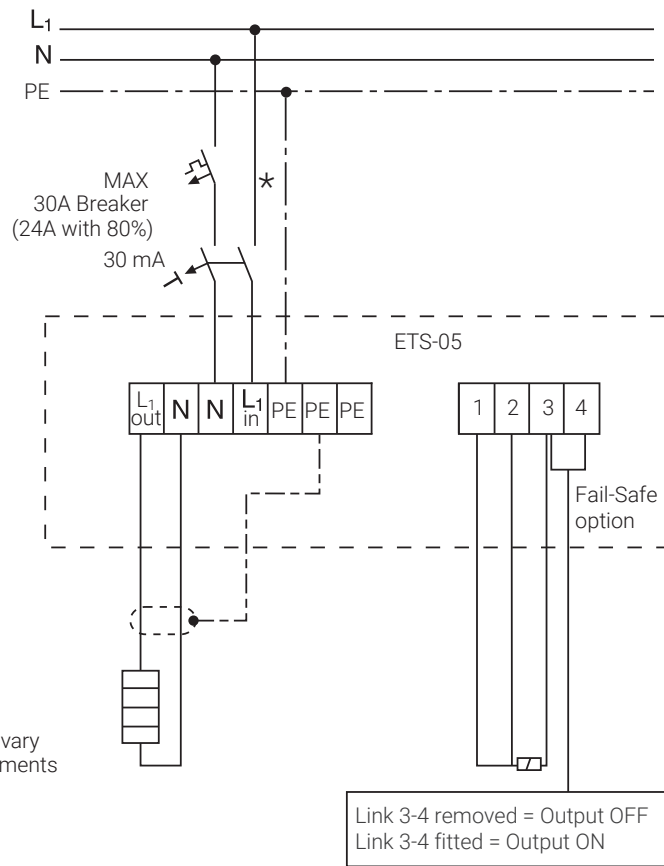 L1
N
PE
MAX
30A Breaker
(24A with 80%)
*
30 mA
ETS-05
L1 out N N L1 in PE PE PE
1 2 3 4
Fail-Safe
option
vary
ments
Link 3-4 removed = Output OFF
Link 3-4 fitted = Output ON